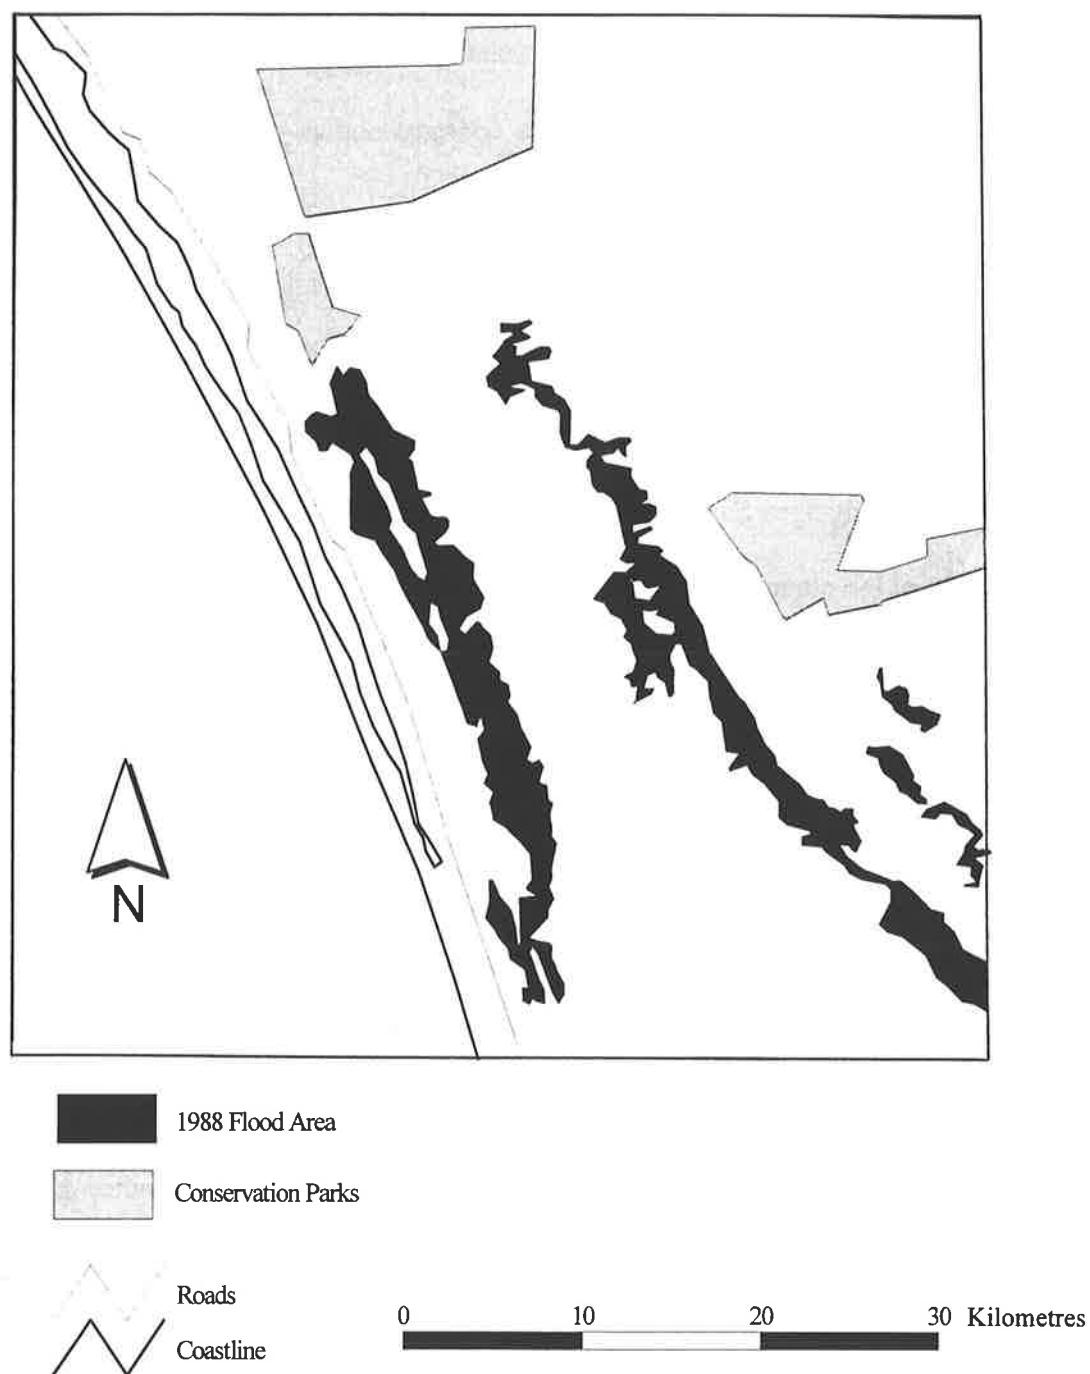 N
1988 Flood Area
Conservation Parks
Roads
Coastline
0 10 20 30 Kilometres